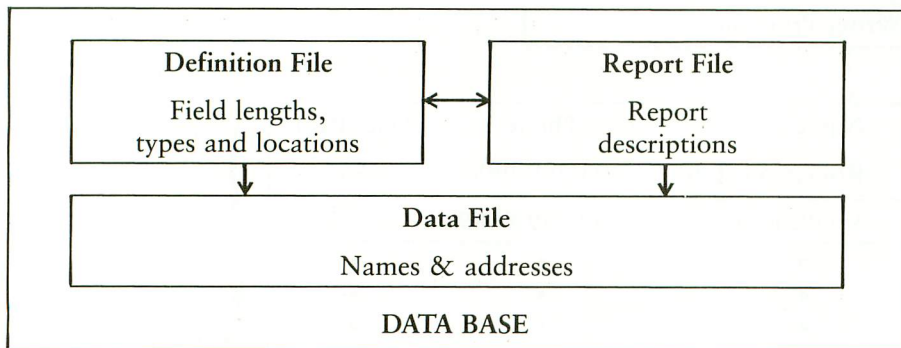 Definition File
Field lengths,
types and locations
Report File
Report
descriptions
Data File
Names & addresses
DATA BASE